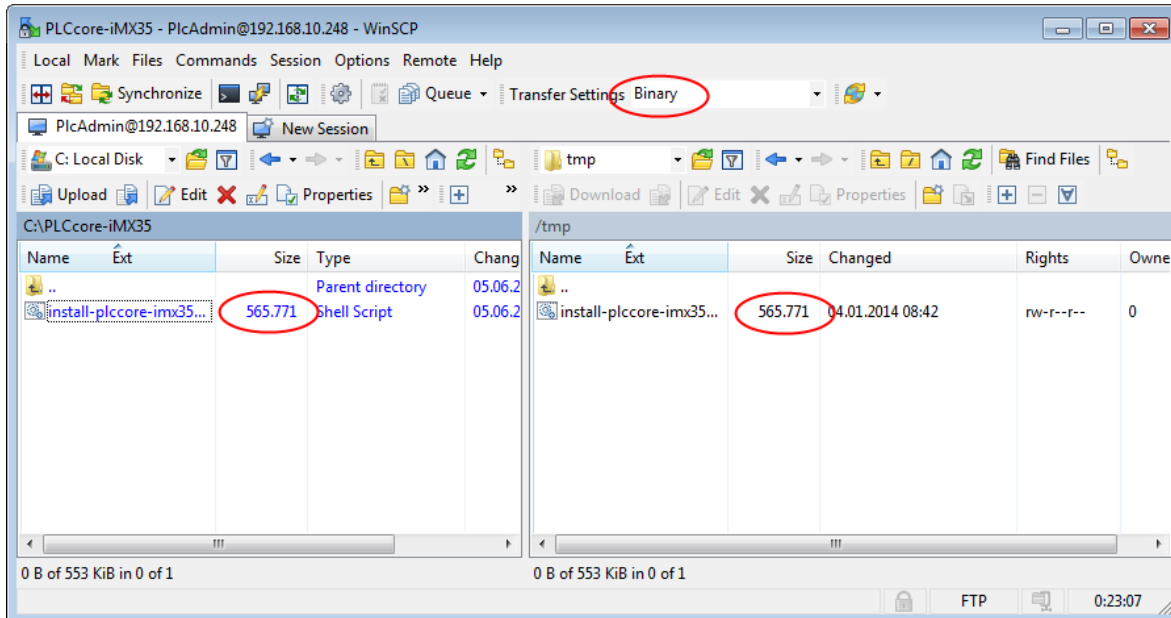 PLCcore-iMX35 - PlcAdmin@192.168.10.248 - WinSCP
Local Mark Files Commands Session Options Remote Help
Synchronize Queue Transfer Settings Binary
PlcAdmin@192.168.10.248 New Session
C: Local Disk tmp Find Files
Upload Edit Properties » » Download Edit Properties
C:\PLCcore-iMX35 /tmp
Name Ext Size Type Chang Name Ext Size Changed Rights Owne
.. Parent directory 05.06.2 ..
install-plccore-imx35... 565.771 Shell Script 05.06.2 install-plccore-imx35... 565.771 04.01.2014 08:42 rw-r--r-- 0
0 B of 553 KiB in 0 of 1 0 B of 553 KiB in 0 of 1
FTP 0:23:07